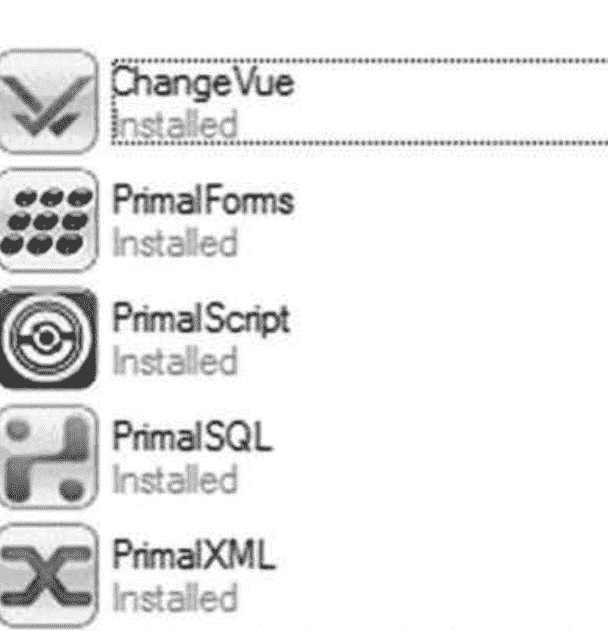 ChangeVue
Installed
PrimalForms
Installed
PrimalScript
Installed
PrimalSQL
Installed
PrimalXML
Installed